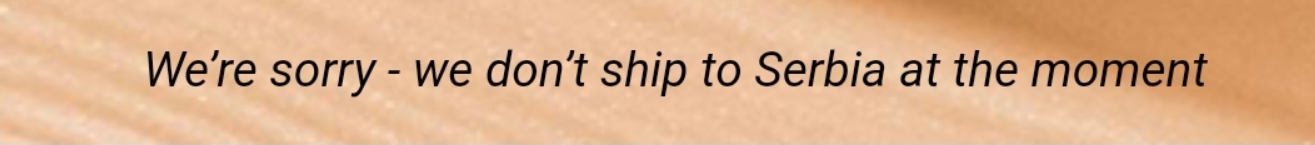 We’re sorry - we don’t ship to Serbia at the moment